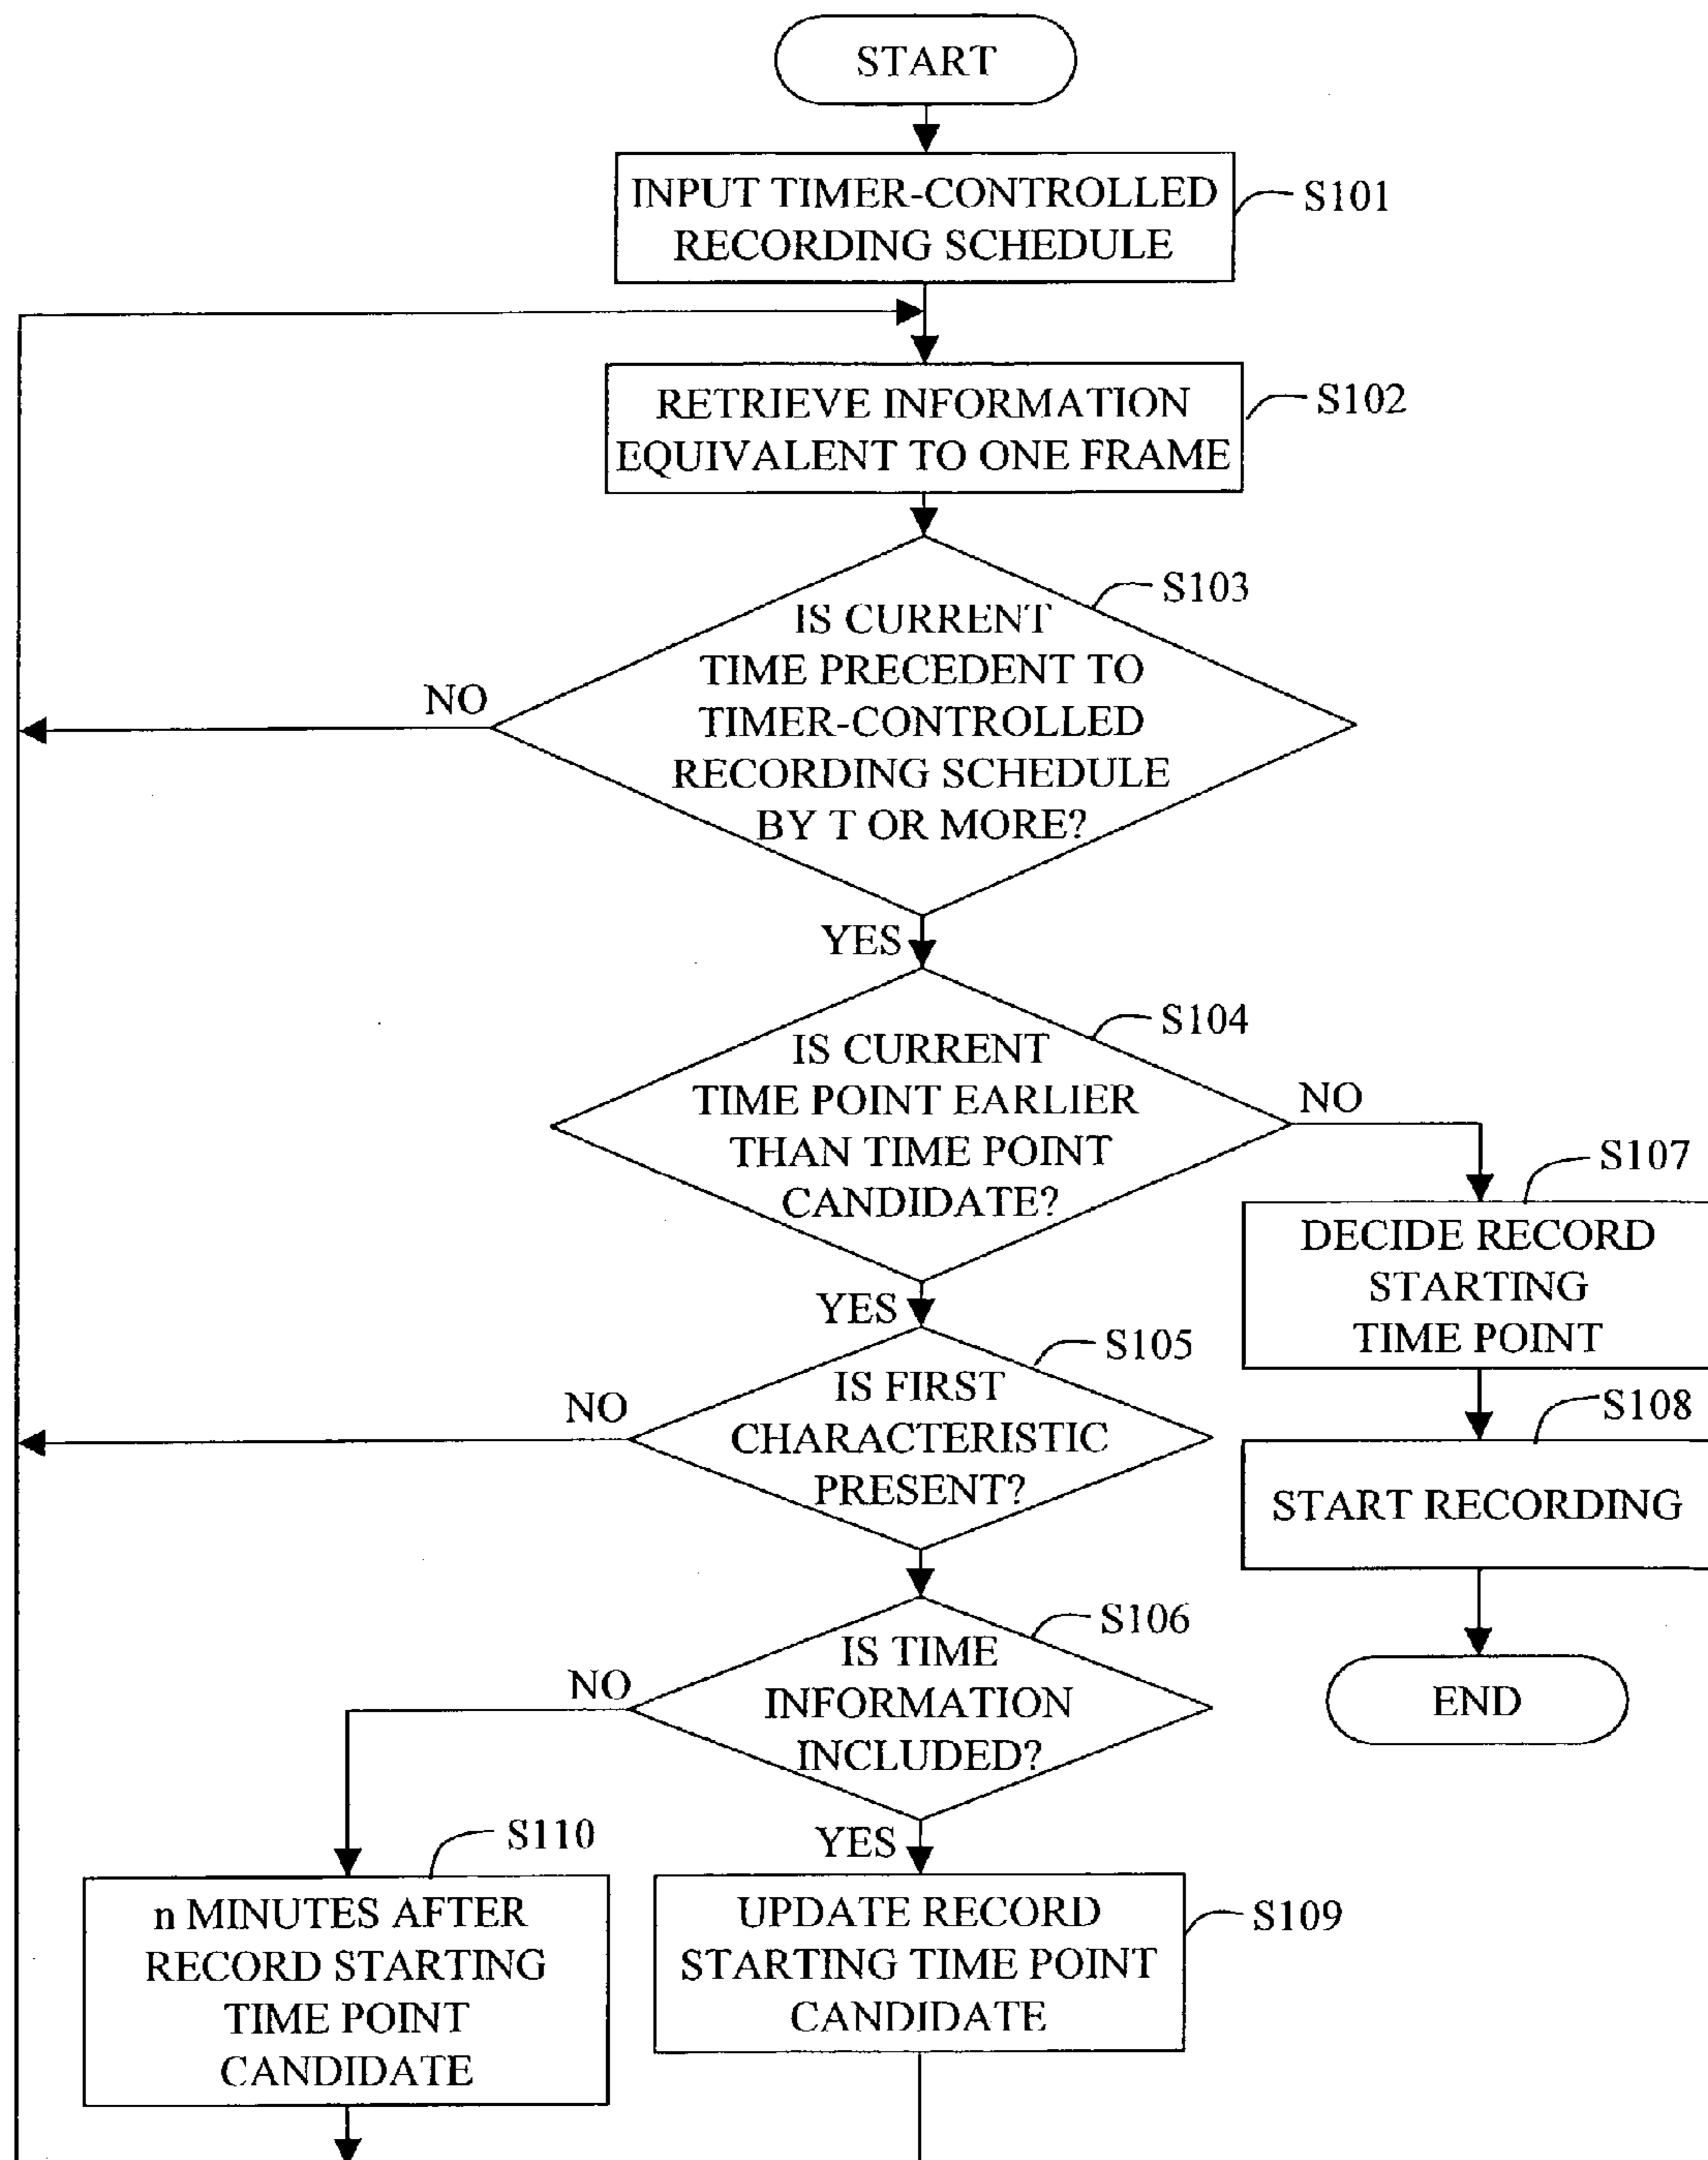 START
INPUT TIMER-CONTROLLED
RECORDING SCHEDULE
S101
RETRIEVE INFORMATION
EQUIVALENT TO ONE FRAME
S102
S103
IS CURRENT
TIME PRECEDENT TO
TIMER-CONTROLLED
RECORDING SCHEDULE
BY T OR MORE?
NO
YES
S104
IS CURRENT
TIME POINT EARLIER
THAN TIME POINT
CANDIDATE?
NO
YES
S107
DECIDE RECORD
STARTING
TIME POINT
S105
IS FIRST
CHARACTERISTIC
PRESENT?
NO
S108
START RECORDING
S106
IS TIME
INFORMATION
INCLUDED?
NO
YES
END
S110
n MINUTES AFTER
RECORD STARTING
TIME POINT
CANDIDATE
UPDATE RECORD
STARTING TIME POINT
CANDIDATE
S109